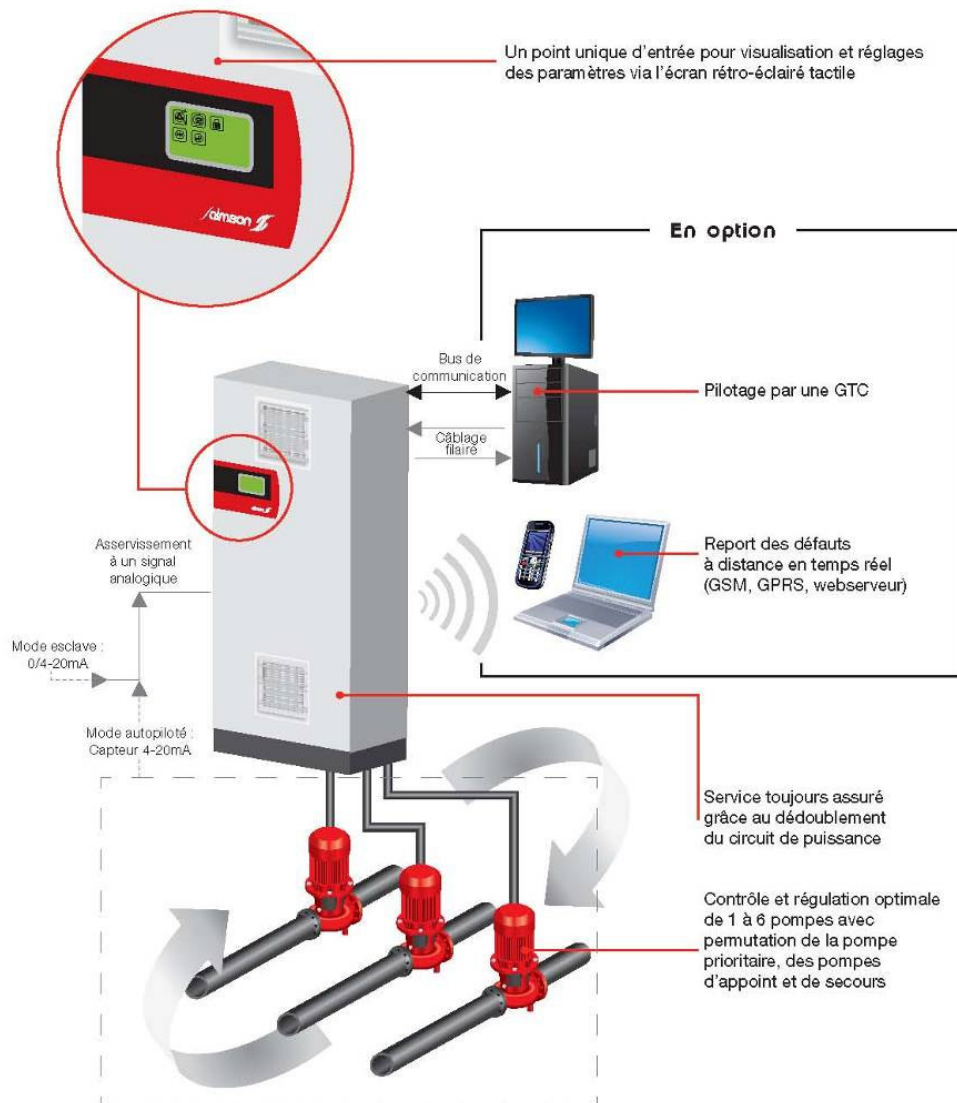 Un point unique d'entrée pour visualisation et réglages
des paramètres via l'écran rétro-éclairé tactile
Salmson
En option
Bus de
communication
Pilotage par une GTC
Câblage
filaire
Asservissement
à un signal
analogique
Report des défauts
à distance en temps réel
(GSM, GPRS, webserveur)
Mode esclave :
0/4-20mA
Mode autopiloté :
Capteur 4-20mA
Service toujours assuré
grâce au dédoublement
du circuit de puissance
Contrôle et régulation optimale
de 1 à 6 pompes avec
permutation de la pompe
prioritaire, des pompes
d'appoint et de secours